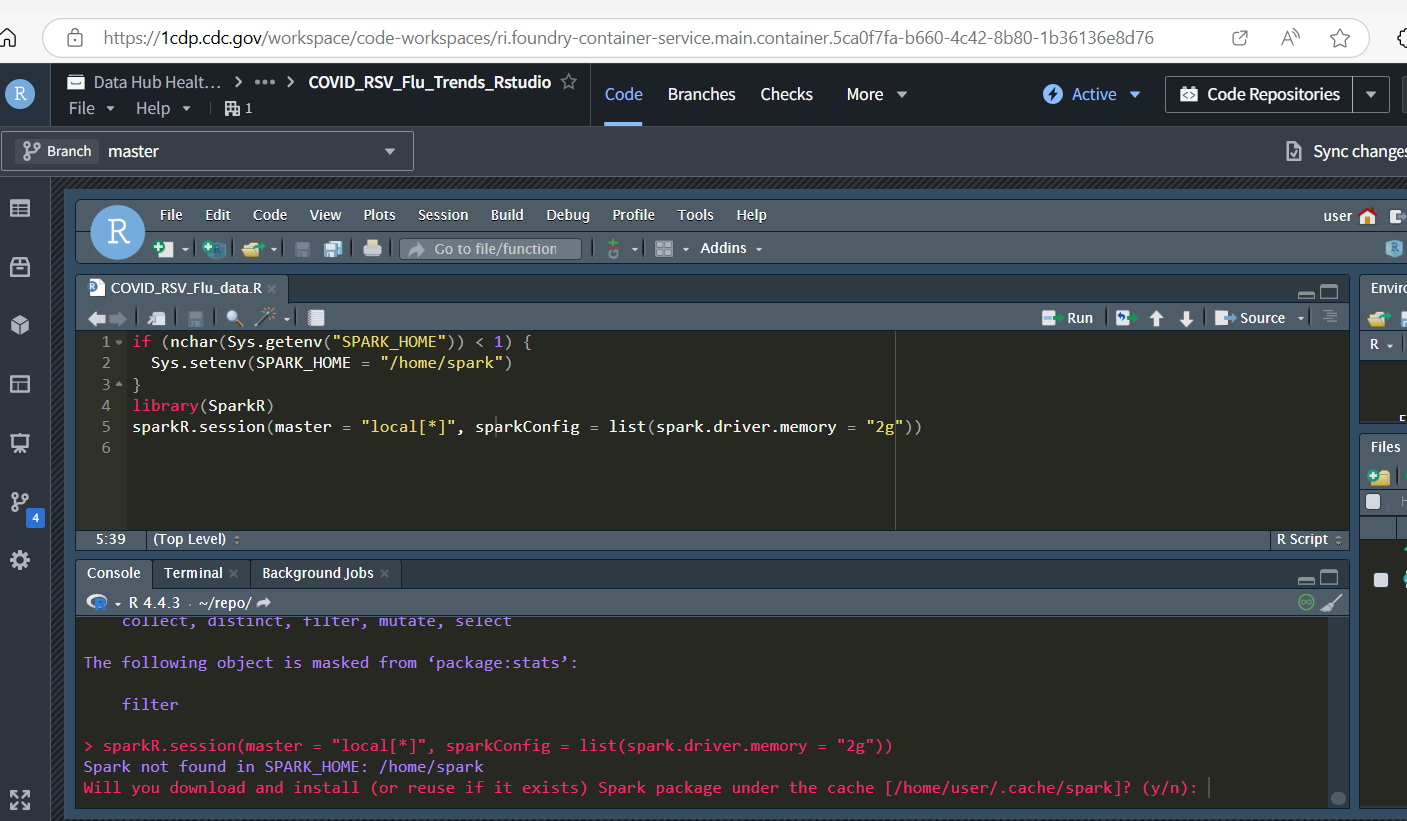 https://1cdp.cdc.gov/workspace/code-workspaces/ri.foundry-container-service.main.container.5ca0f7fa-b660-4c42-8b80-1b36136e8d76
R
Data Hub Healt... > ••• > COVID_RSV_Flu_Trends_Rstudio
File Help 1
Code Branches Checks More
Active
Code Repositories
Branch master
Sync changes
R
File Edit Code View Plots Session Build Debug Profile Tools Help
user
Go to file/function
Addins
COVID_RSV_Flu_data.R
Run
Source
1 if (nchar(Sys.getenv("SPARK_HOME")) < 1) {
2 Sys.setenv(SPARK_HOME = "/home/spark")
3 }
4 library(SparkR)
5 sparkR.session(master = "local[*]", sparkConfig = list(spark.driver.memory = "2g"))
6
5:39 (Top Level)
R Script
Enviro
R
Files
4
Console Terminal Background Jobs
R 4.4.3 · ~/repo/
collect, distinct, filter, mutate, select
The following object is masked from ‘package:stats’:
filter
> sparkR.session(master = "local[*]", sparkConfig = list(spark.driver.memory = "2g"))
Spark not found in SPARK_HOME: /home/spark
Will you download and install (or reuse if it exists) Spark package under the cache [/home/user/.cache/spark]? (y/n):